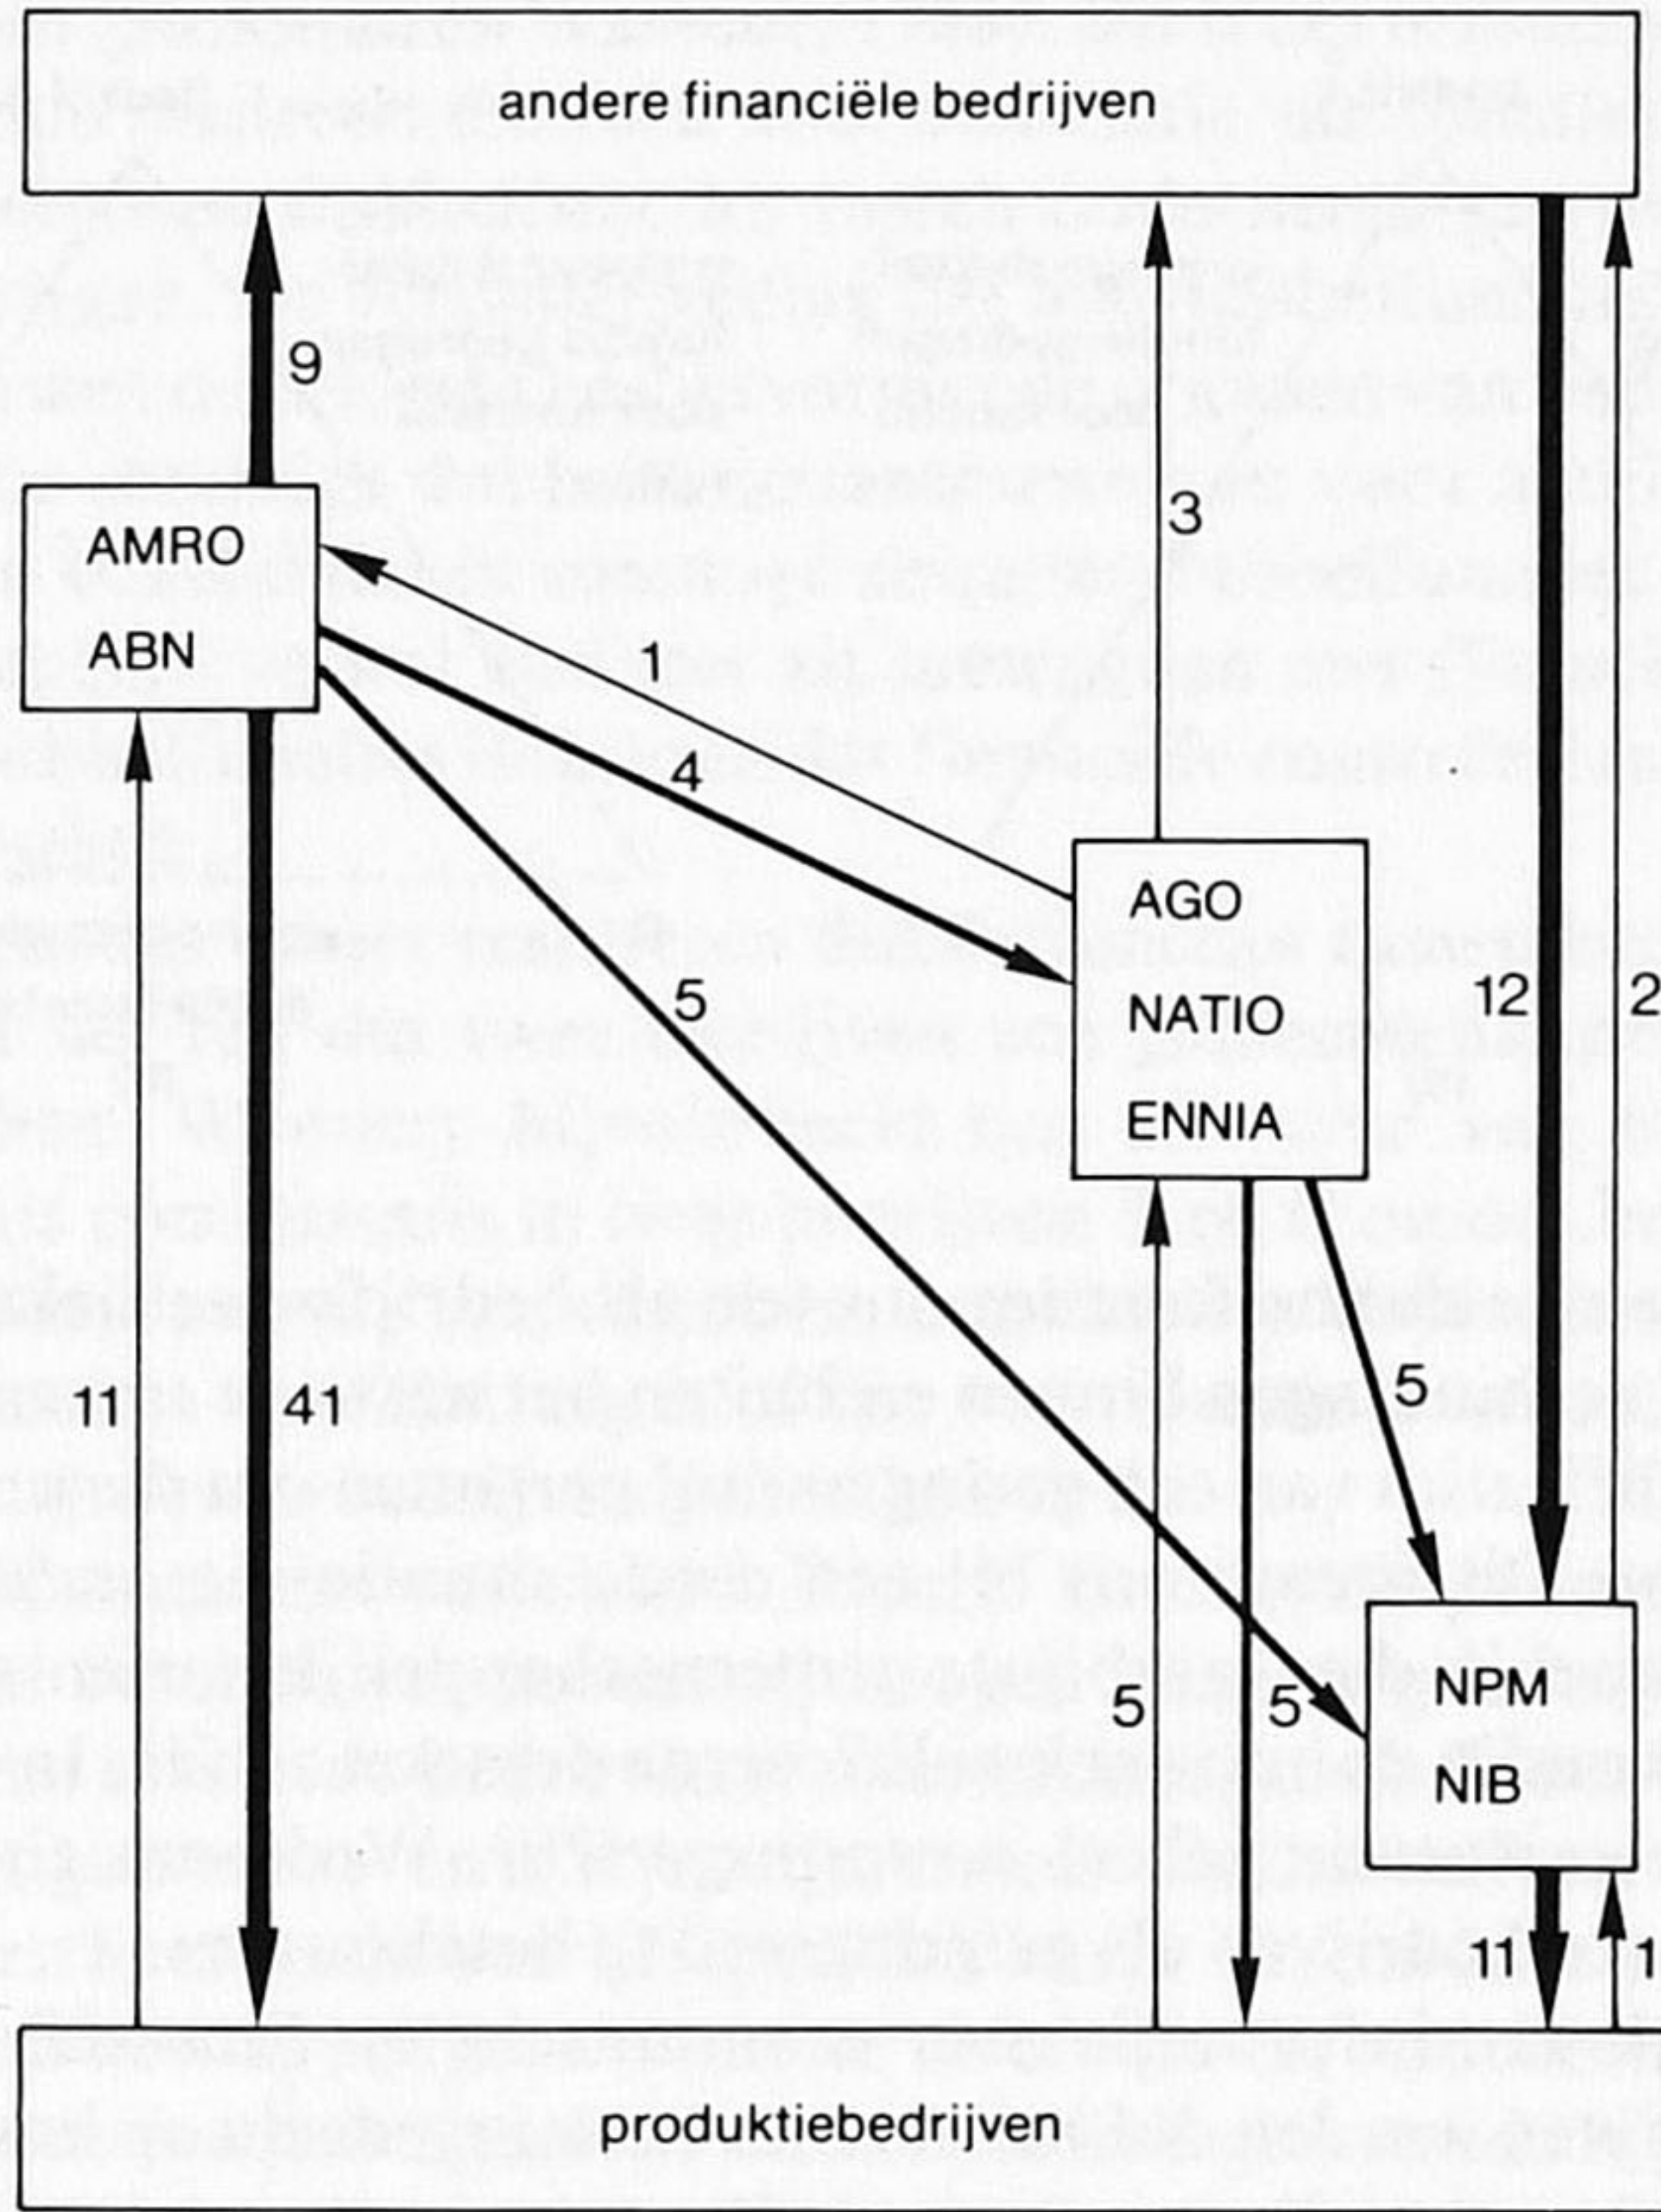 andere financiële bedrijven
9
AMRO
ABN
3
1
4
AGO
NATIO
ENNIA
5
12
2
11
41
5
5
5
NPM
NIB
11
1
produktiebedrijven